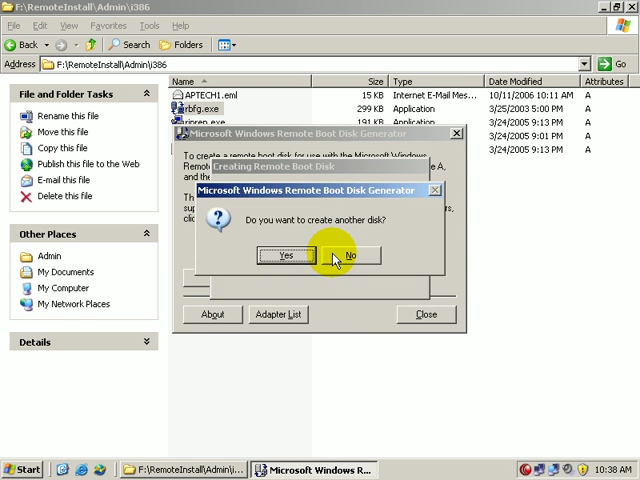 F:\RemoteInstall\Admin\i386
File Edit View Favorites Tools Help
Back Search Folders
Address F:\RemoteInstall\Admin\i386 Go
Name Size Type Date Modified Attributes
APTECH1.eml 15 KB Internet E-Mail Mes... 10/11/2006 10:11 AM A
rbfg.exe 299 KB Application 3/25/2003 5:00 PM A
riprep.exe 191 KB Application 3/24/2005 9:13 PM A
3/24/2005 9:01 PM A
3/24/2005 9:13 PM A
File and Folder Tasks
Rename this file
Move this file
Copy this file
Publish this file to the Web
E-mail this file
Delete this file
Other Places
Admin
My Documents
My Computer
My Network Places
Details
Microsoft Windows Remote Boot Disk Generator
To create a remote boot disk for use with the Microsoft Windows
Creating Remote Boot Disk
Microsoft Windows Remote Boot Disk Generator
Do you want to create another disk?
Yes No
About Adapter List Close
Start F:\RemoteInstall\Admin\i... Microsoft Windows R... 10:38 AM